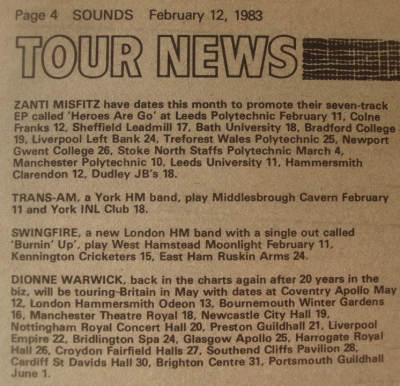 Page 4 SOUNDS February 12, 1983
TOUR NEWS
ZANTI MISFITZ have dates this month to promote their seven-track
EP called 'Heroes Are Go' at Leeds Polytechnic February 11, Colne
Franks 12, Sheffield Leadmill 17, Bath University 18, Bradford College
19, Liverpool Left Bank 24, Treforest Wales Polytechnic 25, Newport
Gwent College 26, Stoke North Staffs Polytechnic March 4,
Manchester Polytechnic 10, Leeds University 11, Hammersmith
Clarendon 12, Dudley JB's 18.
TRANS-AM, a York HM band, play Middlesbrough Cavern February
11 and York INL Club 18.
SWINGFIRE, a new London HM band with a single out called
'Burnin' Up', play West Hamstead Moonlight February 11,
Kennington Cricketers 15, East Ham Ruskin Arms 24.
DIONNE WARWICK, back in the charts again after 20 years in the
biz, will be touring Britain in May with dates at Coventry Apollo May
12, London Hammersmith Odeon 13, Bournemouth Winter Gardens
16, Manchester Theatre Royal 18, Newcastle City Hall 19,
Nottingham Royal Concert Hall 20, Preston Guildhall 21, Liverpool
Empire 22, Bridlington Spa 24, Glasgow Apollo 25, Harrogate Royal
Hall 26, Croydon Fairfield Halls 27, Southend Cliffs Pavilion 28,
Cardiff St Davids Hall 30, Brighton Centre 31, Portsmouth Guildhall
June 1.